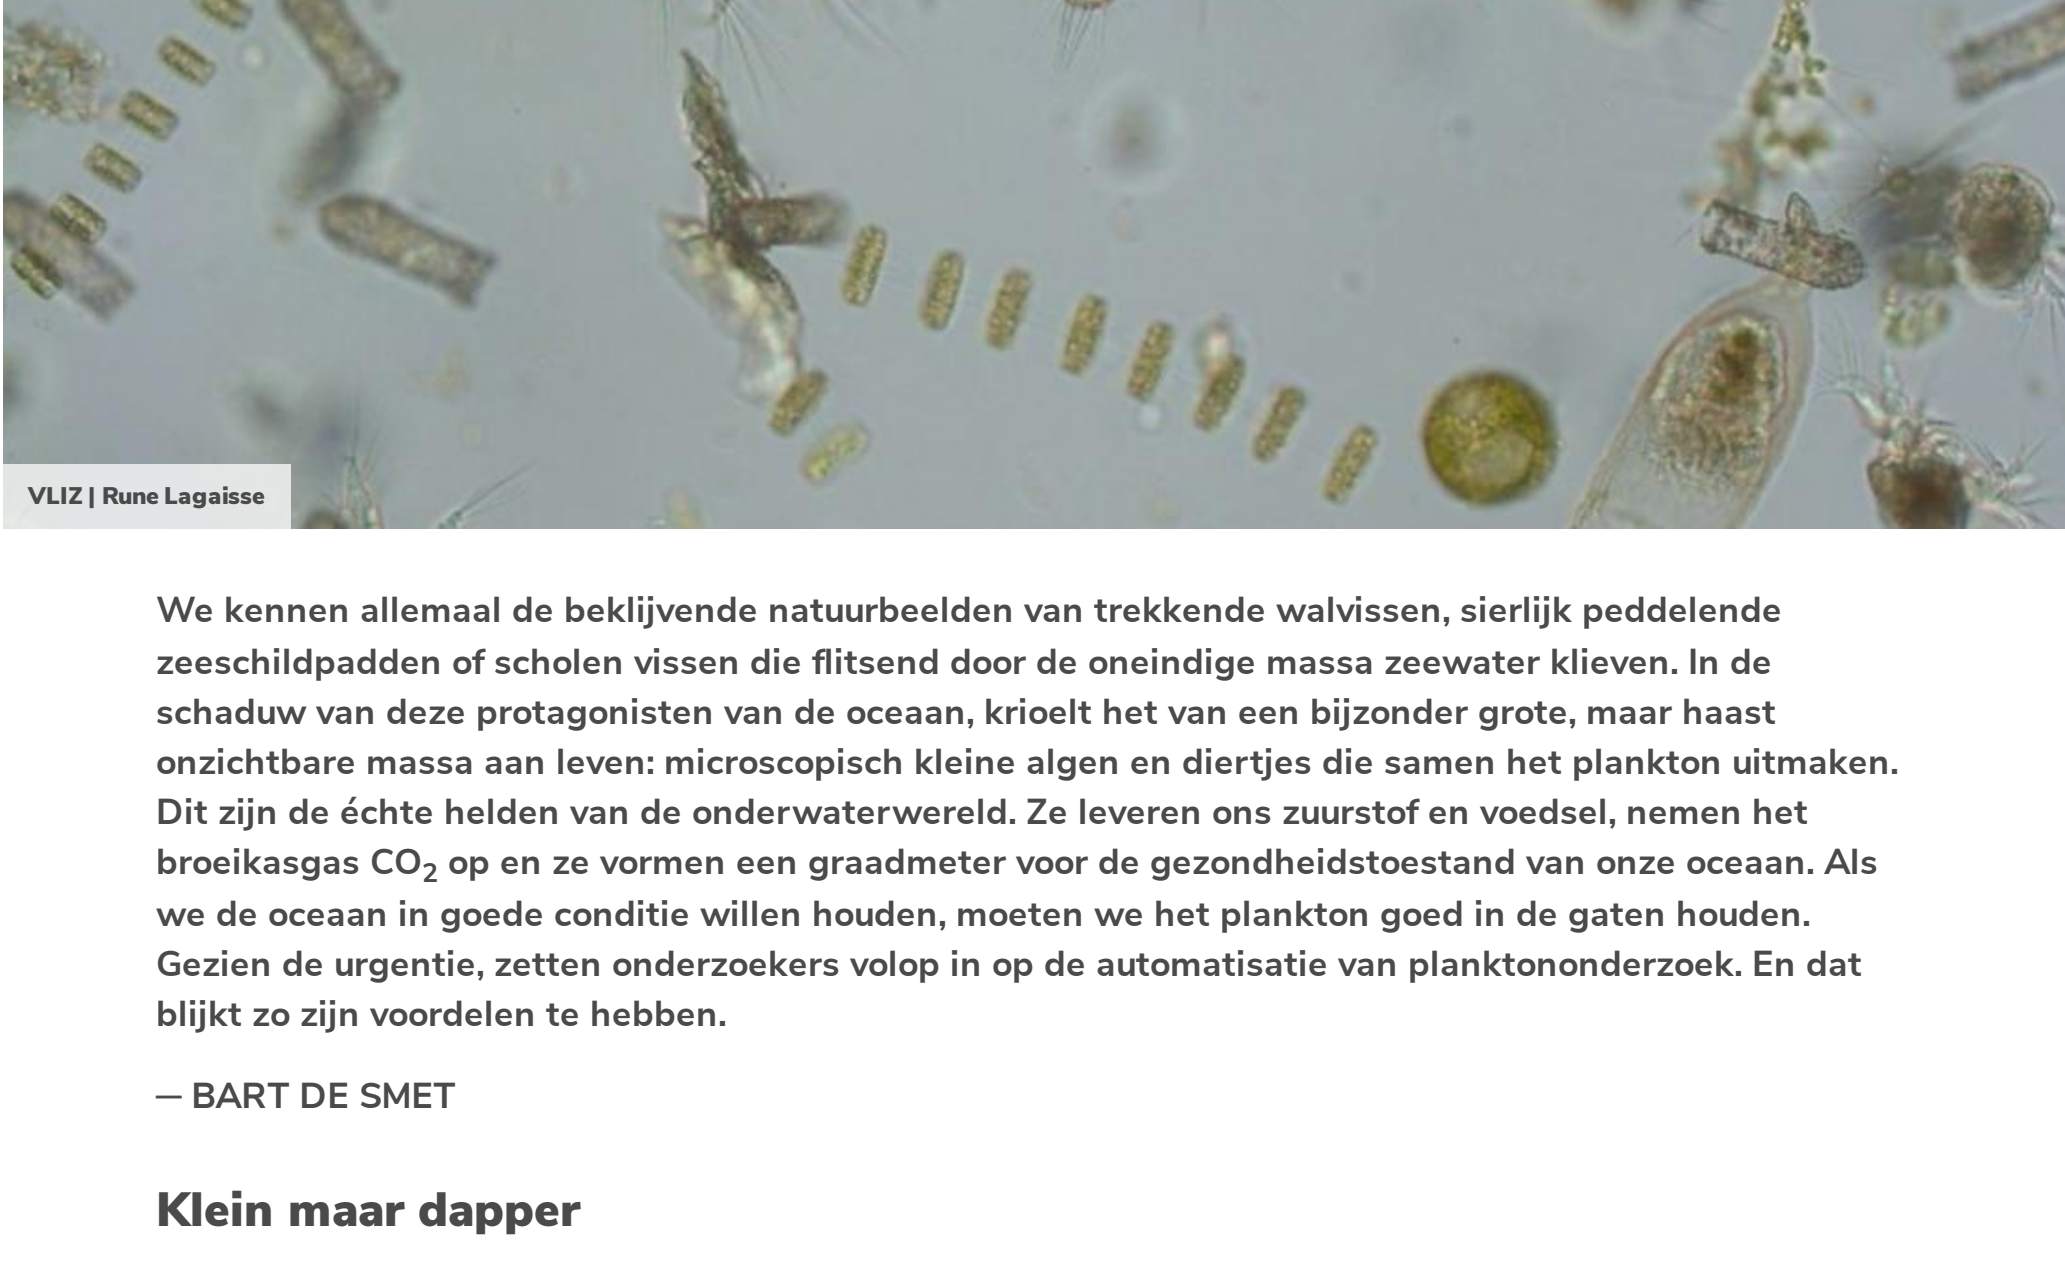 VLIZ | Rune Lagaisse
We kennen allemaal de beklijvende natuurbeelden van trekkende walvissen, sierlijk peddelende
zeeschildpadden of scholen vissen die flitsend door de oneindige massa zeewater klieven. In de
schaduw van deze protagonisten van de oceaan, krioelt het van een bijzonder grote, maar haast
onzichtbare massa aan leven: microscopisch kleine algen en diertjes die samen het plankton uitmaken.
Dit zijn de échte helden van de onderwaterwereld. Ze leveren ons zuurstof en voedsel, nemen het
broeikasgas CO₂ op en ze vormen een graadmeter voor de gezondheidstoestand van onze oceaan. Als
we de oceaan in goede conditie willen houden, moeten we het plankton goed in de gaten houden.
Gezien de urgentie, zetten onderzoekers volop in op de automatisatie van planktononderzoek. En dat
blijkt zo zijn voordelen te hebben.
— BART DE SMET
Klein maar dapper